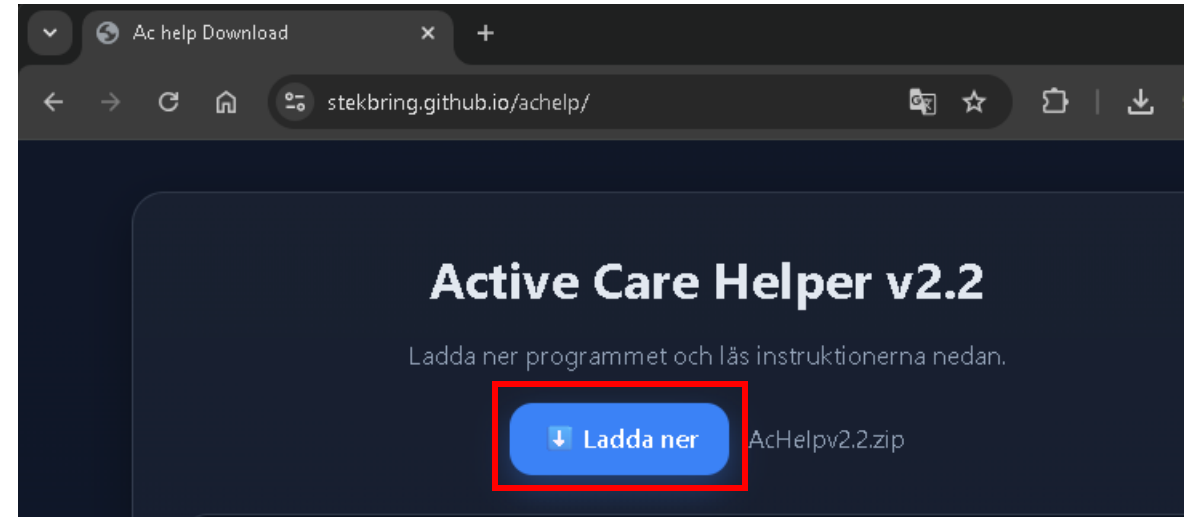 Ac help Download
stekbring.github.io/achelp/
Active Care Helper v2.2
Ladda ner programmet och läs instruktionerna nedan.
Ladda ner AcHelpv2.2.zip